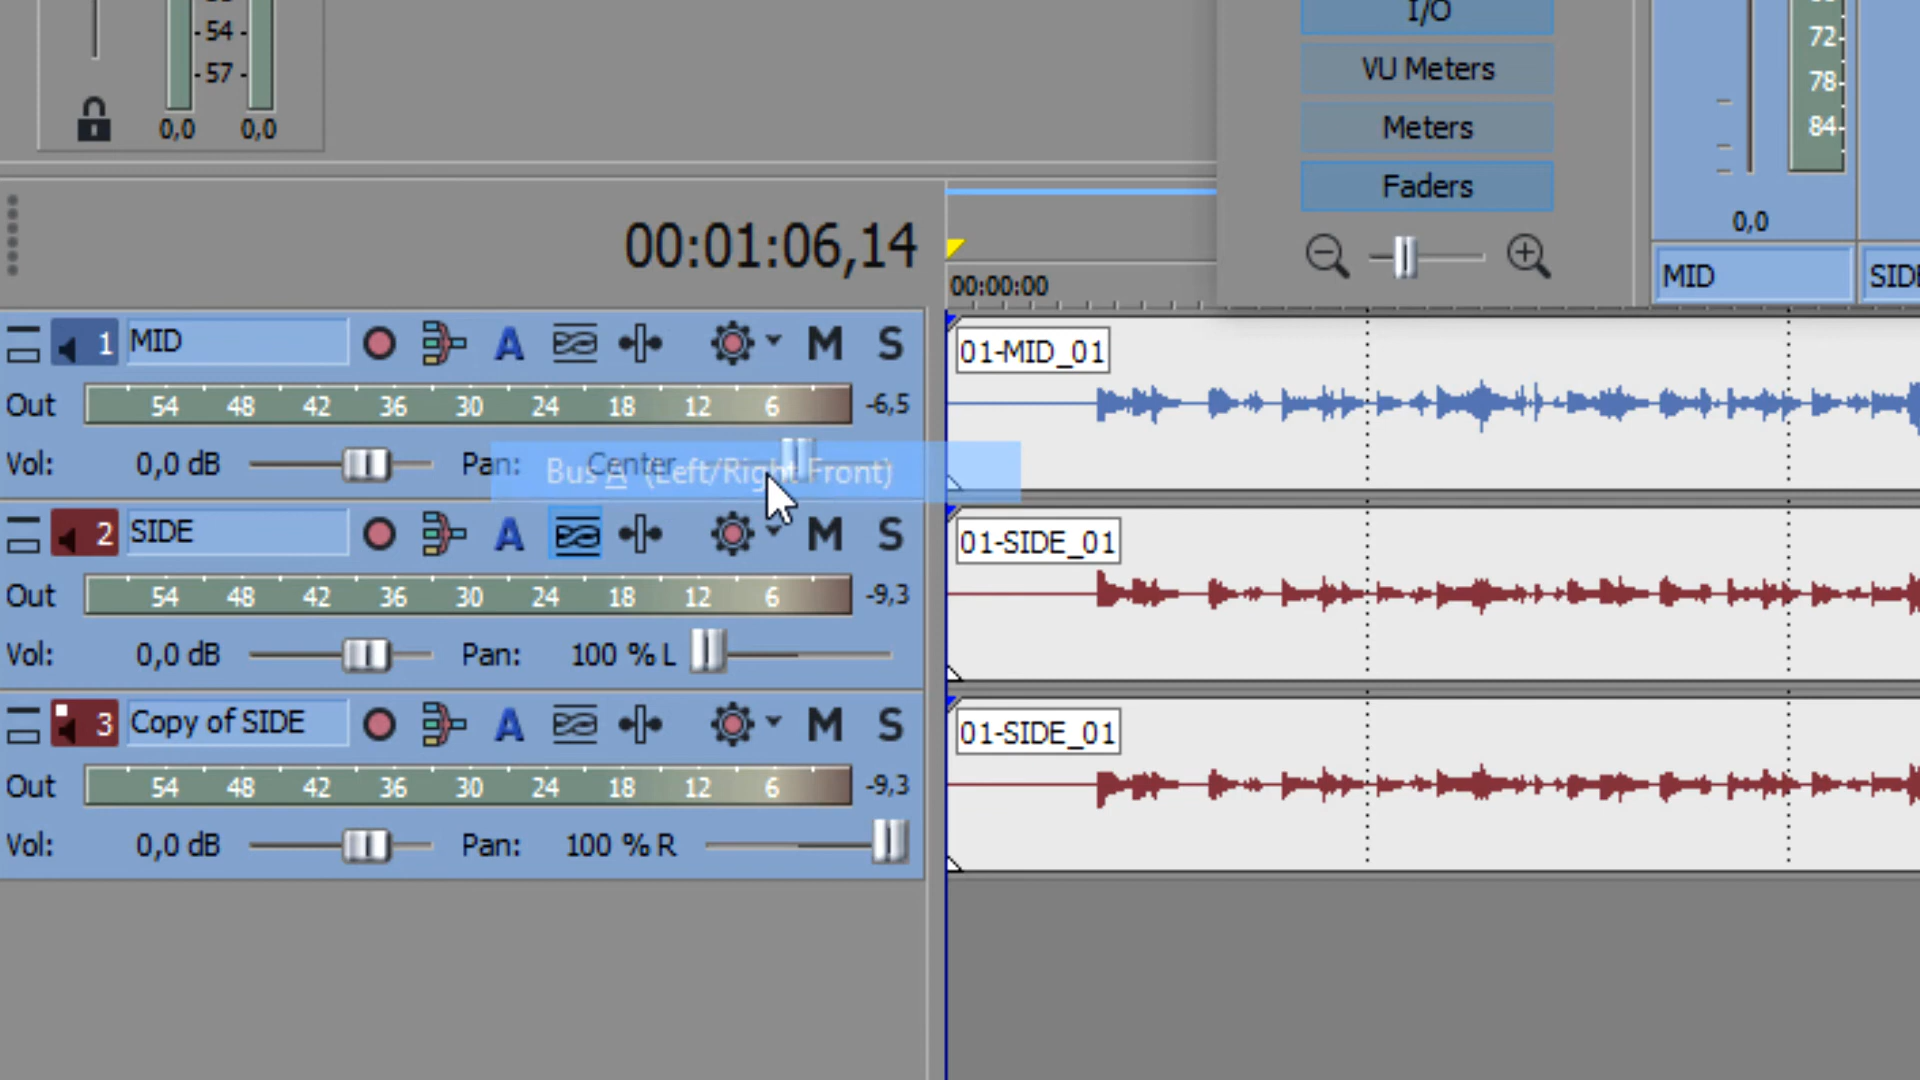 54
57
0,0 0,0
I/O
VU Meters
Meters
Faders
72
78
84
0,0
MID
00:01:06,14
00:00:00
1 MID A M S
Out 54 48 42 36 30 24 18 12 6 -6,5
Vol: 0,0 dB Pan: Center
Bus A (Left/Right Front)
01-MID_01
2 SIDE A M S
Out 54 48 42 36 30 24 18 12 6 -9,3
Vol: 0,0 dB Pan: 100 % L
01-SIDE_01
3 Copy of SIDE A M S
Out 54 48 42 36 30 24 18 12 6 -9,3
Vol: 0,0 dB Pan: 100 % R
01-SIDE_01